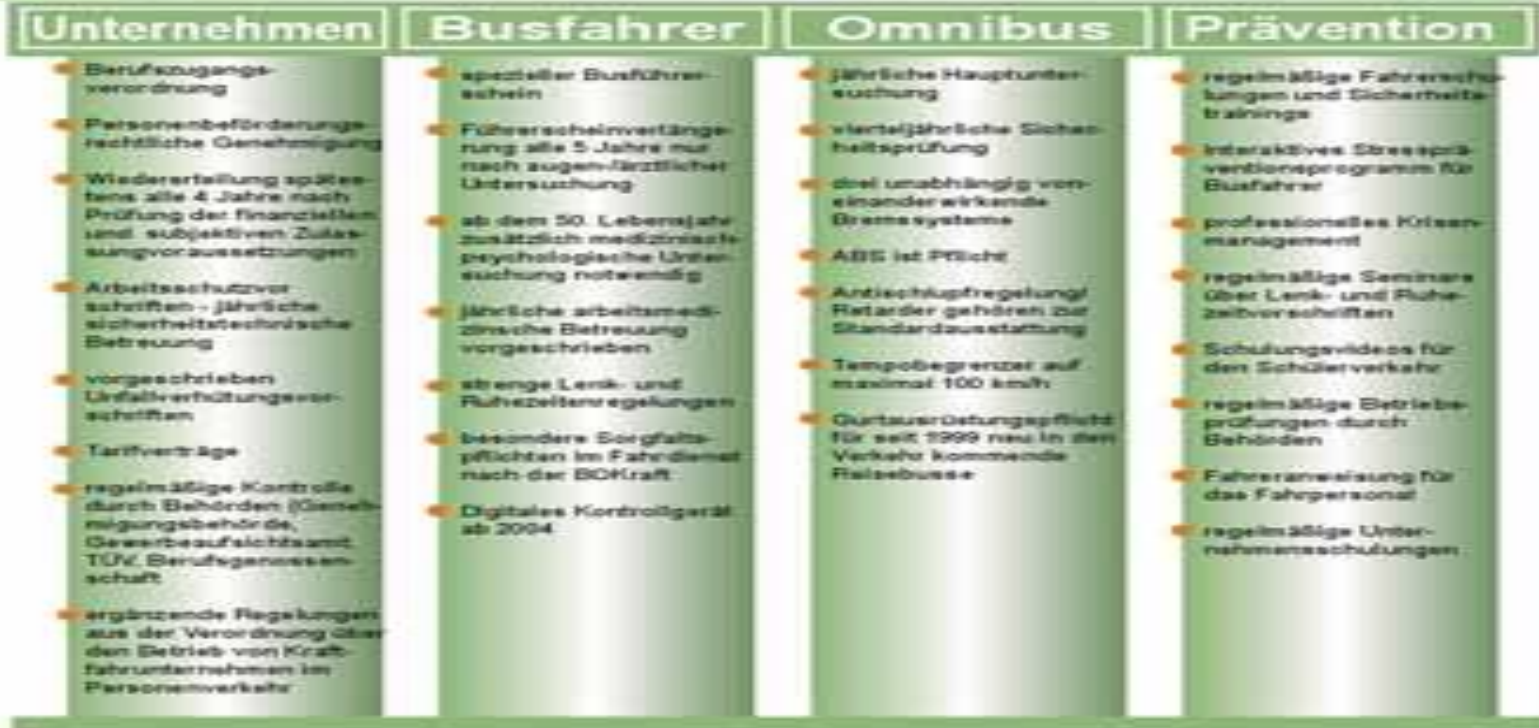 Unternehmen
Berufszugangs-
verordnung
Personenbeförderungs-
rechtliche Genehmigung
Wiedererteilung spätes-
tens alle 4 Jahre nach
Prüfung der finanziellen
und subjektiven Zulas-
sungvoraussetzungen
Arbeitsschutzvor
schriften - jährliche
sicherheitstechnische
Betreuung
vorgeschrieben
Unfallverhütungsvor-
schriften
Tarifverträge
regelmäßige Kontrolle
durch Behörden (Geneh-
migungsbehörde,
Gewerbeaufsichtsamt,
TÜV, Berufsgenossen-
schaft
ergänzende Regelungen
aus der Verordnung über
den Betrieb von Kraft-
fahrunternehmen im
Personenverkehr
Busfahrer
spezieller Busführer-
schein
Führerscheinverlänge-
rung alle 5 Jahre nur
nach augen-/ärztlicher
Untersuchung
ab dem 50. Lebensjahr
zusätzlich medizinisch-
psychologische Unter-
suchung notwendig
jährliche arbeitsmedi-
zinsche Betreuung
vorgeschrieben
strenge Lenk- und
Ruhezeitenregelungen
besondere Sorgfalts-
pflichten im Fahrdienst
nach der BOKraft
Digitales Kontrollgerät
ab 2004
Omnibus
jährliche Hauptunter-
suchung
vierteljährliche Sicher-
heitsprüfung
drei unabhängig von-
einander wirkende
Bremssysteme
ABS ist Pflicht
Antischlupfregelung/
Retarder gehören zur
Standardausstattung
Tempobegrenzer auf
maximal 100 km/h
Gurtausrüstungspflicht
für seit 1999 neu in den
Verkehr kommende
Reisebusse
Prävention
regelmäßige Fahrerschu-
lungen und Sicherheits-
trainings
Interaktives Stressprä-
ventionsprogramm für
Busfahrer
professionelles Krisen-
management
regelmäßige Seminare
über Lenk- und Ruhe-
zeitvorschriften
Schulungsvideos für
den Schülerverkehr
regelmäßige Betriebs-
prüfungen durch
Behörden
Fahreranweisung für
das Fahrpersonal
regelmäßige Unter-
nehmensschulungen